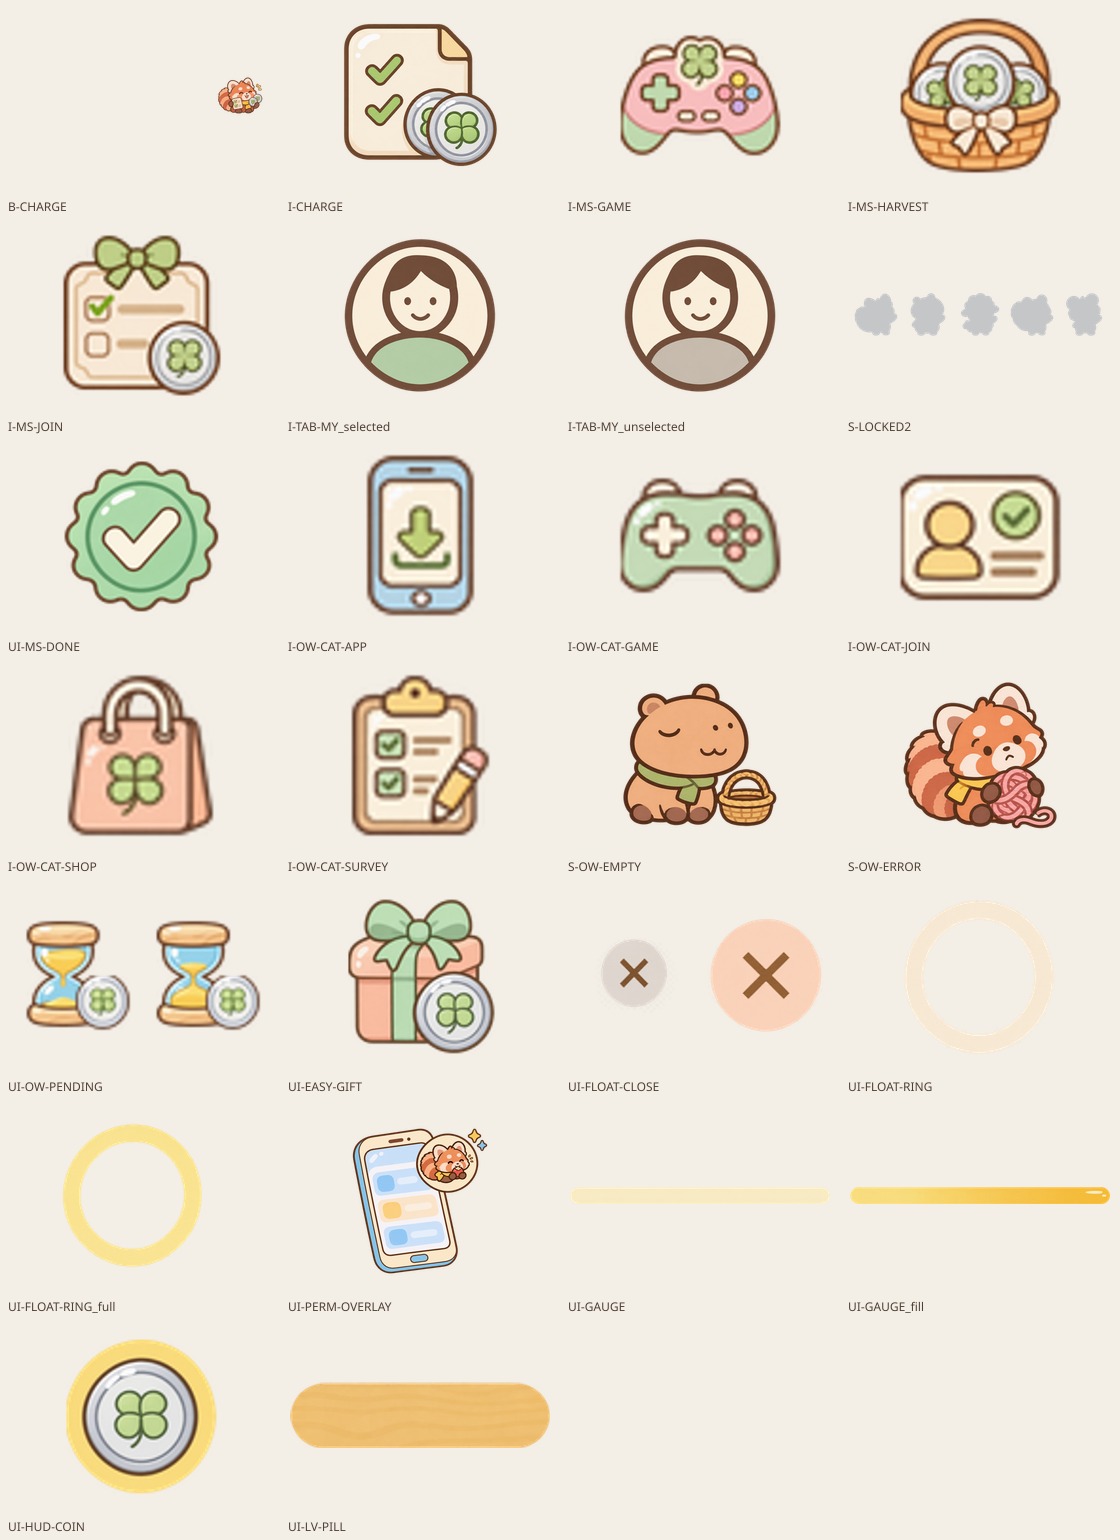 B-CHARGE
I-CHARGE
I-MS-GAME
I-MS-HARVEST
I-MS-JOIN
I-TAB-MY_selected
I-TAB-MY_unselected
S-LOCKED2
UI-MS-DONE
I-OW-CAT-APP
I-OW-CAT-GAME
I-OW-CAT-JOIN
I-OW-CAT-SHOP
I-OW-CAT-SURVEY
S-OW-EMPTY
S-OW-ERROR
UI-OW-PENDING
UI-EASY-GIFT
UI-FLOAT-CLOSE
UI-FLOAT-RING
UI-FLOAT-RING_full
UI-PERM-OVERLAY
UI-GAUGE
UI-GAUGE_fill
UI-HUD-COIN
UI-LV-PILL